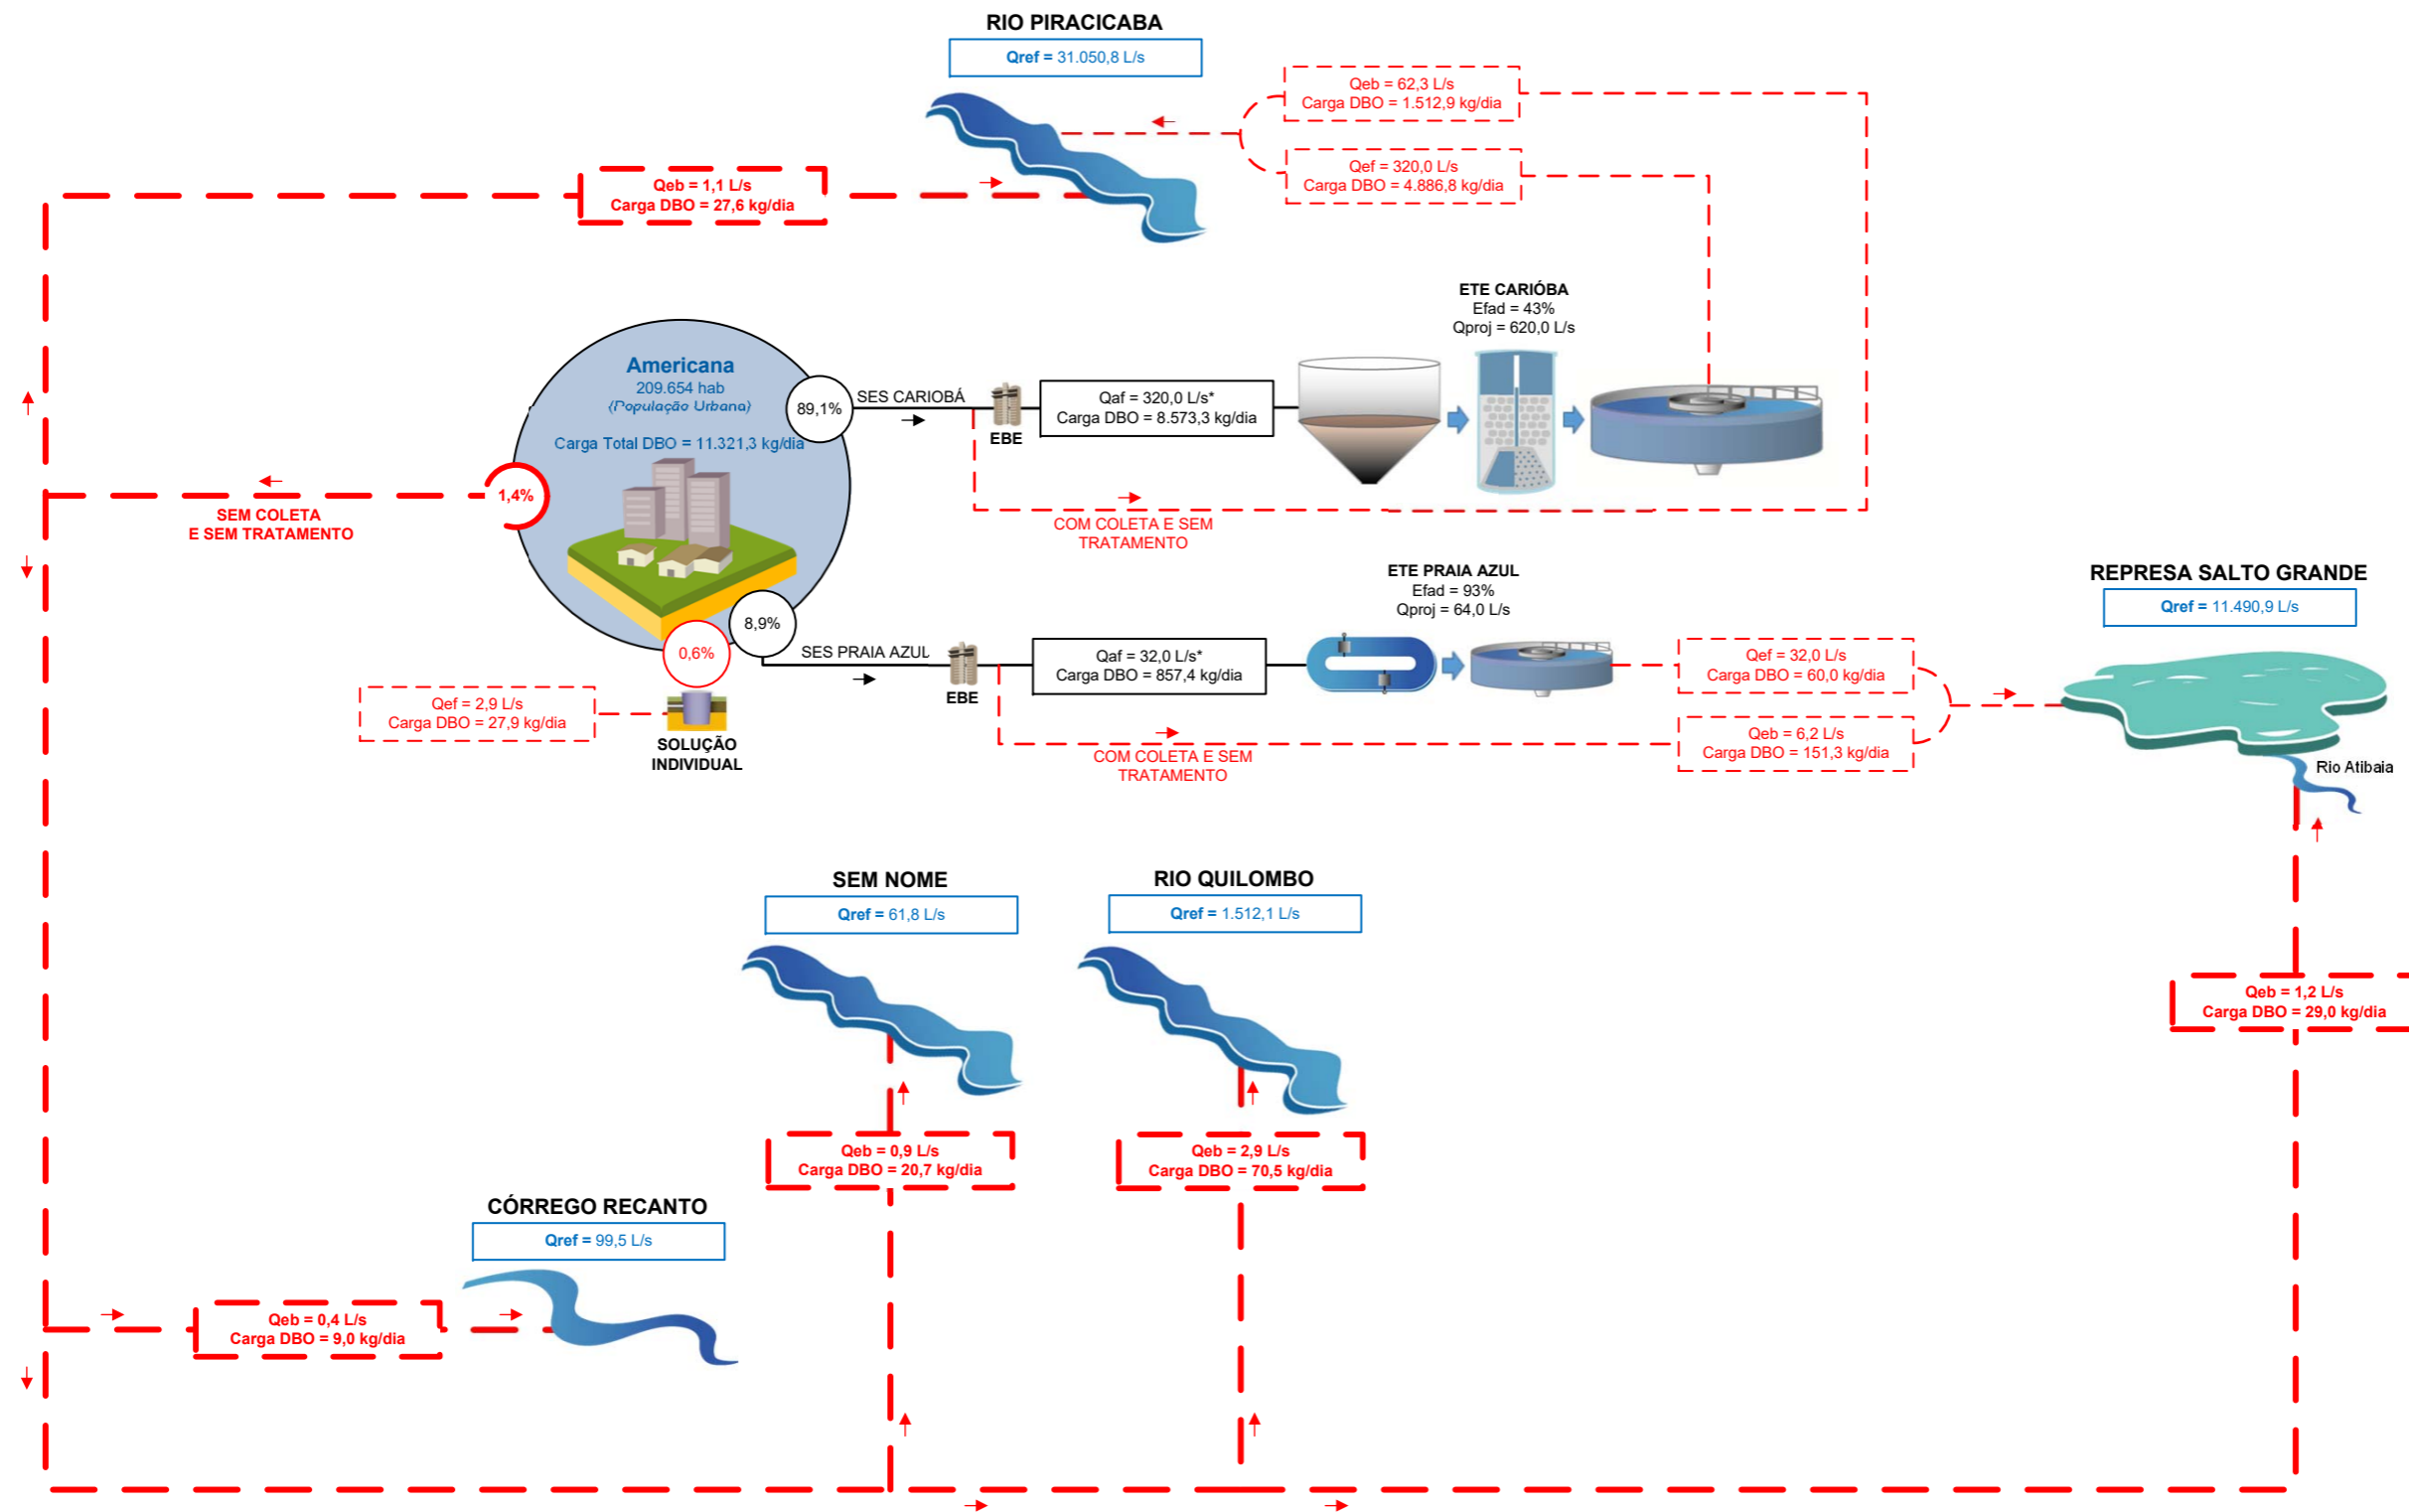 RIO PIRACICABA
Qref = 31.050,8 L/s
Qeb = 62,3 L/s
Carga DBO = 1.512,9 kg/dia
Qef = 320,0 L/s
Carga DBO = 4.886,8 kg/dia
Qeb = 1,1 L/s
Carga DBO = 27,6 kg/dia
ETE CARIÓBA
Efad = 43%
Qproj = 620,0 L/s
Americana
209.654 hab
(População Urbana)
Carga Total DBO = 11.321,3 kg/dia
89,1%
SES CARIOBÁ
EBE
Qaf = 320,0 L/s*
Carga DBO = 8.573,3 kg/dia
1,4%
SEM COLETA
E SEM TRATAMENTO
COM COLETA E SEM
TRATAMENTO
ETE PRAIA AZUL
Efad = 93%
Qproj = 64,0 L/s
REPRESA SALTO GRANDE
Qref = 11.490,9 L/s
8,9%
0,6%
SES PRAIA AZUL
EBE
Qaf = 32,0 L/s*
Carga DBO = 857,4 kg/dia
Qef = 32,0 L/s
Carga DBO = 60,0 kg/dia
Qef = 2,9 L/s
Carga DBO = 27,9 kg/dia
SOLUÇÃO
INDIVIDUAL
COM COLETA E SEM
TRATAMENTO
Qeb = 6,2 L/s
Carga DBO = 151,3 kg/dia
Rio Atibaia
SEM NOME
Qref = 61,8 L/s
RIO QUILOMBO
Qref = 1.512,1 L/s
Qeb = 1,2 L/s
Carga DBO = 29,0 kg/dia
Qeb = 0,9 L/s
Carga DBO = 20,7 kg/dia
Qeb = 2,9 L/s
Carga DBO = 70,5 kg/dia
CÓRREGO RECANTO
Qref = 99,5 L/s
Qeb = 0,4 L/s
Carga DBO = 9,0 kg/dia